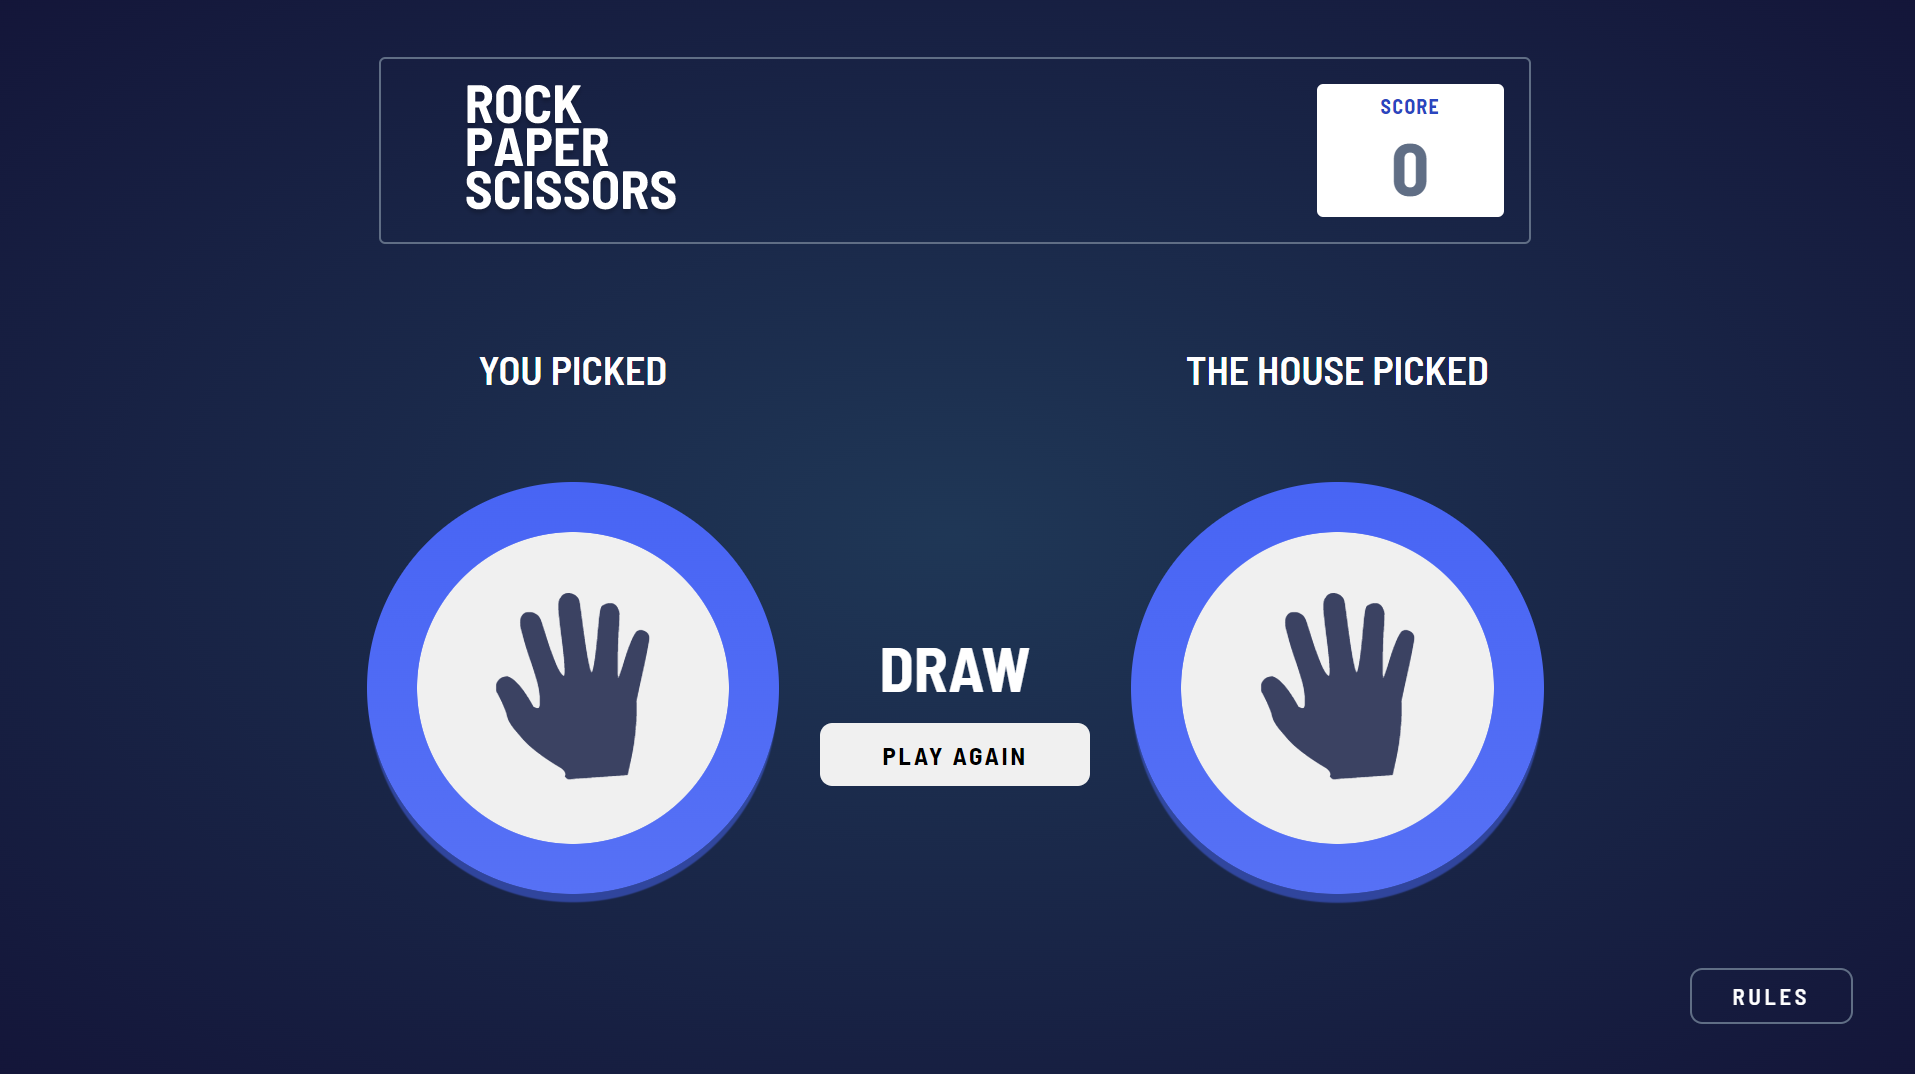 ROCK
PAPER
SCISSORS
SCORE
0
YOU PICKED
THE HOUSE PICKED
DRAW
PLAY AGAIN
RULES